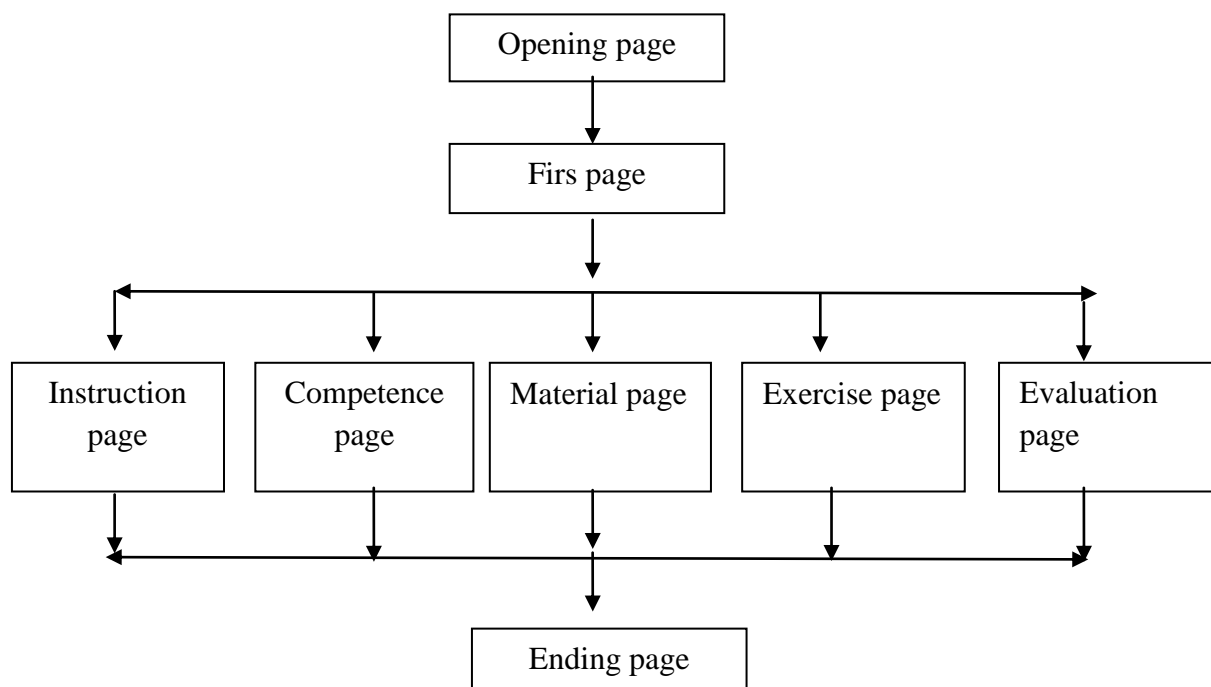 Opening page
Firs page
Instruction
page
Competence
page
Material page
Exercise page
Evaluation
page
Ending page